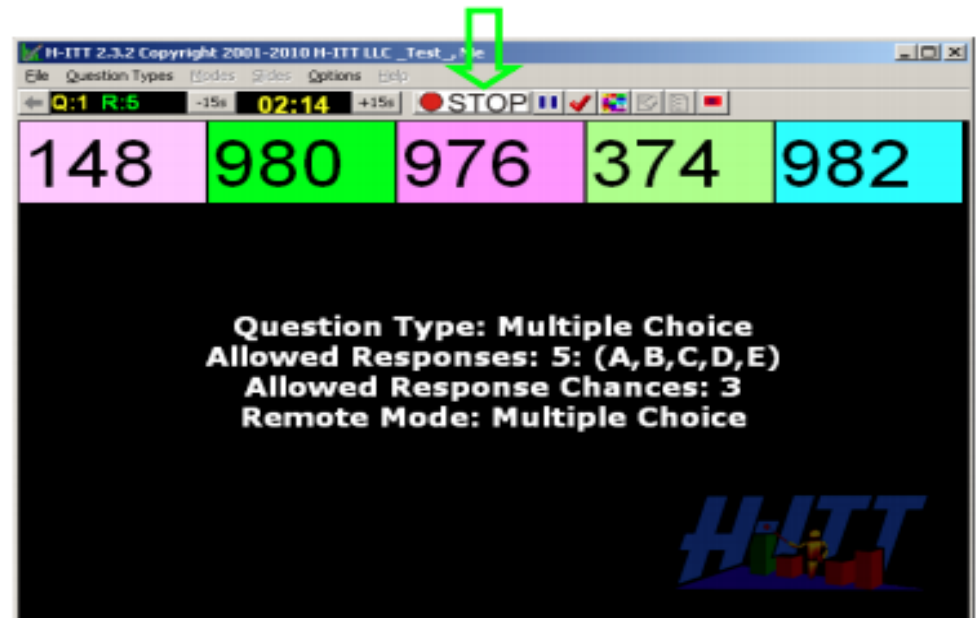 H-ITT 2.3.2 Copyright 2001-2010 H-ITT LLC _Test_, Me
File Question Types Modes Slides Options Help
Q:1 R:5 -15s 02:14 +15s STOP
148 980 976 374 982
Question Type: Multiple Choice
Allowed Responses: 5: (A,B,C,D,E)
Allowed Response Chances: 3
Remote Mode: Multiple Choice
H-ITT